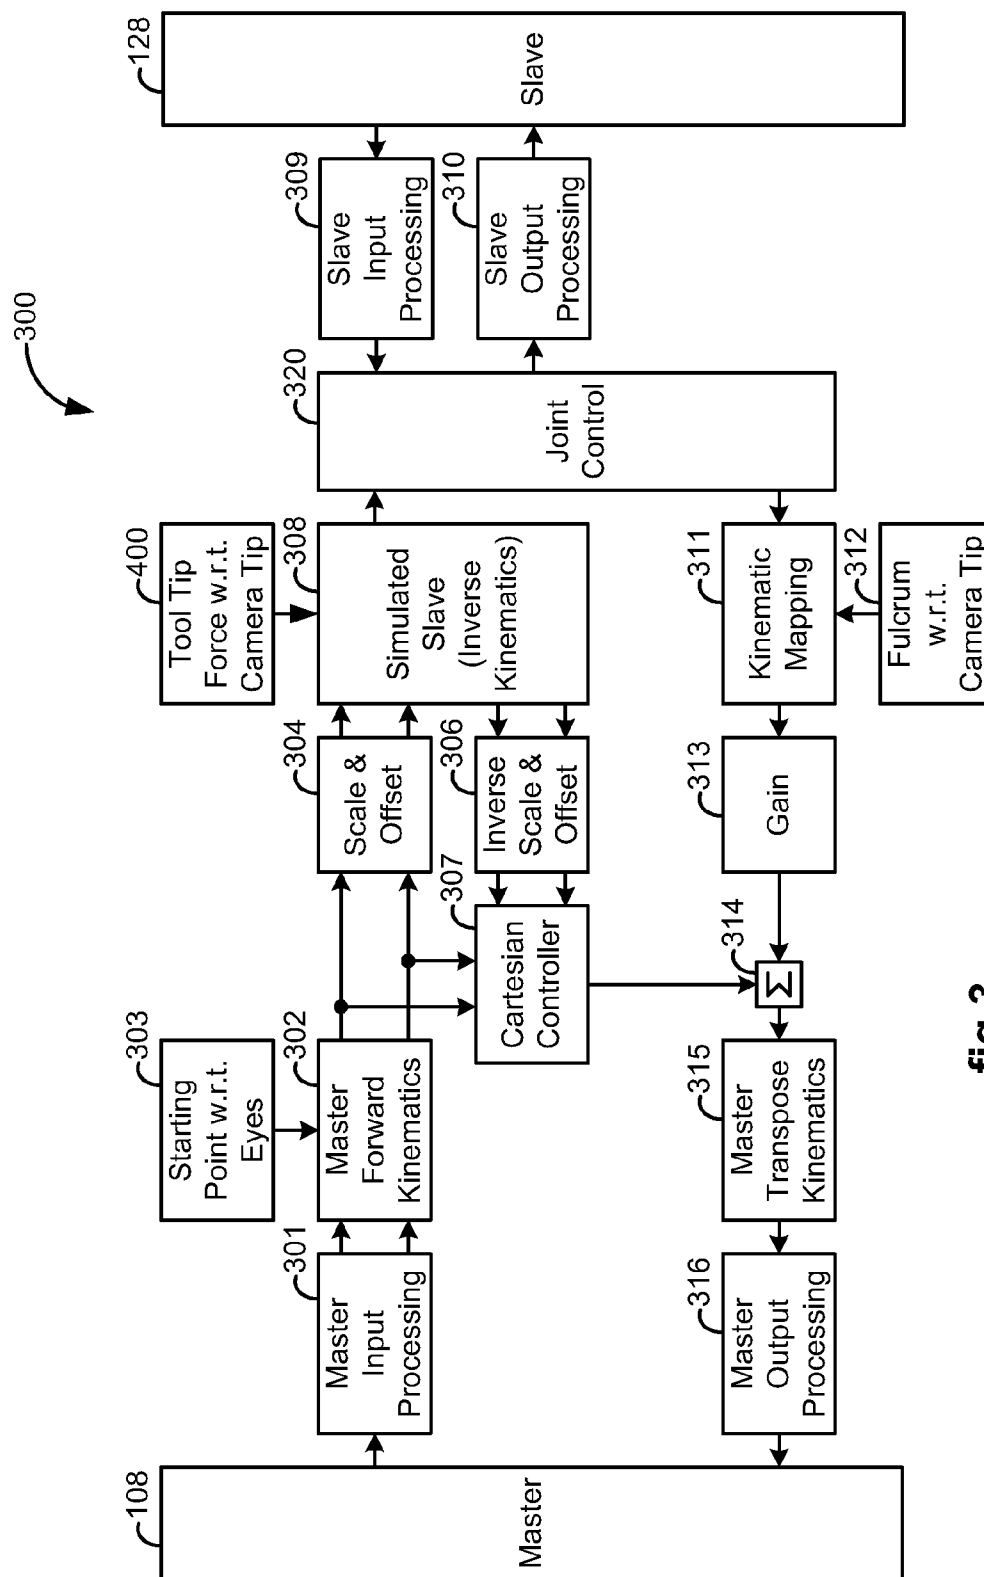 300
108
Master
301
Master
Input
Processing
303
Starting
Point w.r.t.
Eyes
302
Master
Forward
Kinematics
304
Scale &
Offset
306
Inverse
Scale &
Offset
307
Cartesian
Controller
400
Tool Tip
Force w.r.t.
Camera Tip
308
Simulated
Slave
(Inverse
Kinematics)
320
Joint
Control
309
Slave
Input
Processing
310
Slave
Output
Processing
128
Slave
316
Master
Output
Processing
315
Master
Transpose
Kinematics
314
Σ
313
Gain
311
Kinematic
Mapping
312
Fulcrum
w.r.t.
Camera Tip